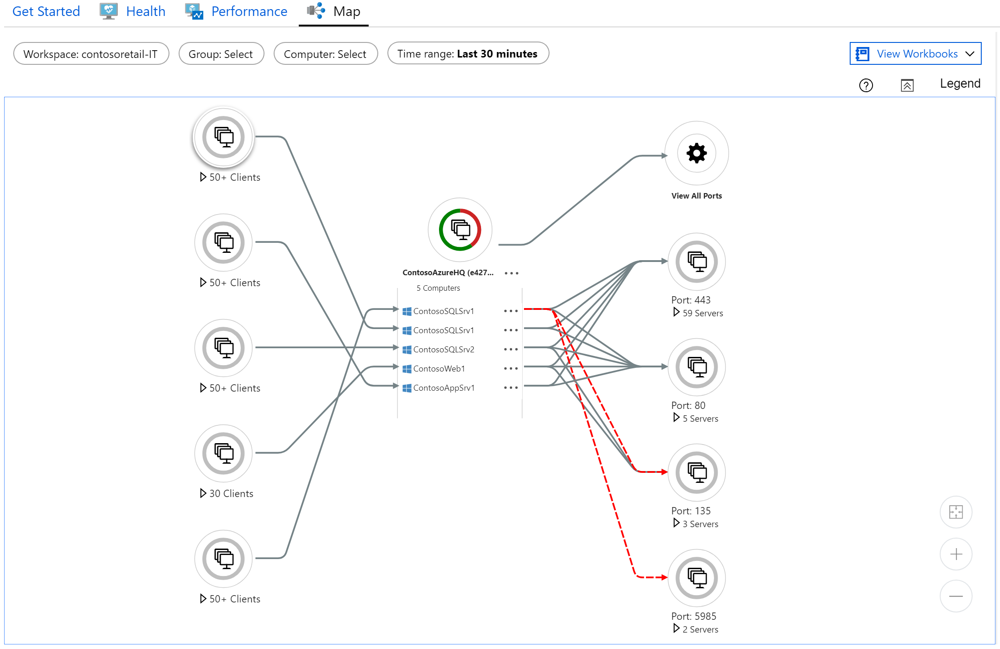 Get Started
Health
Performance
Map
Workspace: contosoretail-IT
Group: Select
Computer: Select
Time range: Last 30 minutes
View Workbooks
Legend
50+ Clients
50+ Clients
50+ Clients
30 Clients
50+ Clients
ContosoAzureHQ (e427...
5 Computers
ContosoSQLSrv1
ContosoSQLSrv1
ContosoSQLSrv2
ContosoWeb1
ContosoAppSrv1
View All Ports
Port: 443
59 Servers
Port: 80
5 Servers
Port: 135
3 Servers
Port: 5985
2 Servers